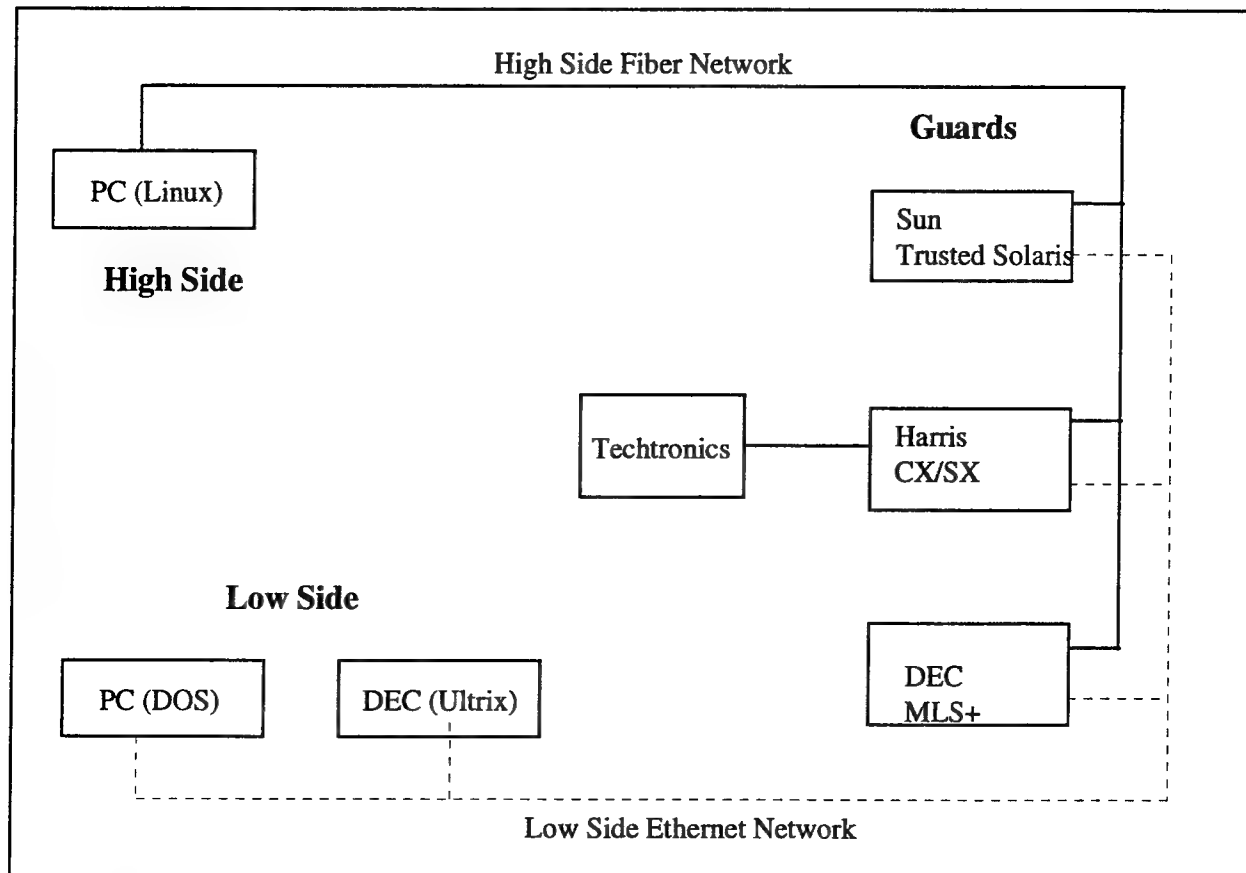 High Side Fiber Network
Guards
PC (Linux)
Sun
Trusted Solaris
High Side
Techtronics
Harris
CX/SX
Low Side
PC (DOS)
DEC (Ultrix)
DEC
MLS+
Low Side Ethernet Network